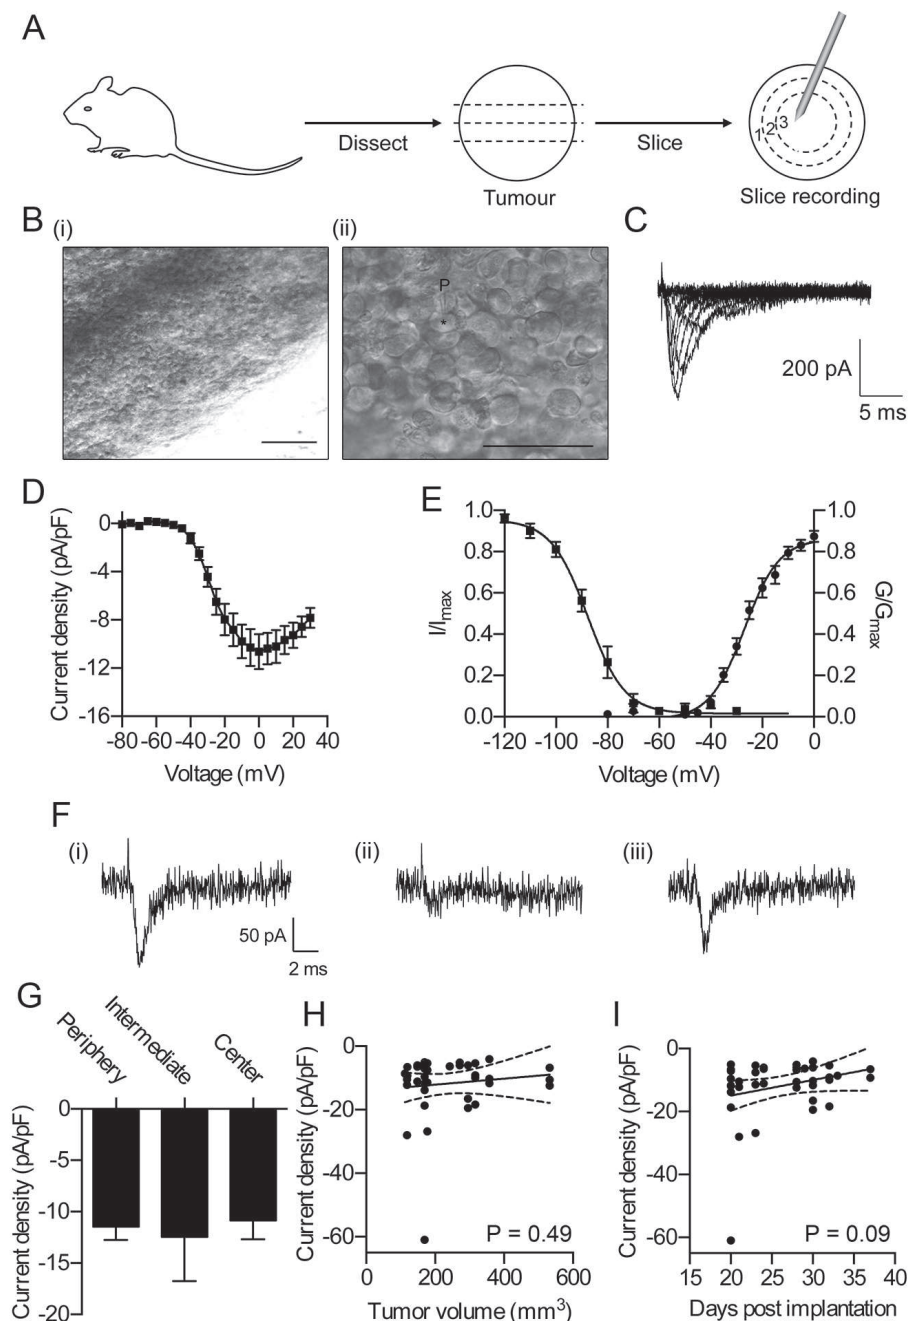 A
Dissect
Slice
1 2 3
Tumour
Slice recording
B
(i)
(ii)
C
P
*
200 pA
5 ms
D
Current density (pA/pF)
0
-4
-8
-12
-16
-80 -60 -40 -20 0 20 40
Voltage (mV)
E
I/Imax
1.0
0.8
0.6
0.4
0.2
0.0
-120 -100 -80 -60 -40 -20 0
Voltage (mV)
1.0
0.8
0.6
0.4
0.2
0.0
G/Gmax
F
(i)
(ii)
(iii)
50 pA
2 ms
G
Periphery
Intermediate
Center
Current density (pA/pF)
0
-5
-10
-15
-20
H
Current density (pA/pF)
0
-20
-40
-60
P = 0.49
0 200 400 600
Tumor volume (mm³)
I
Current density (pA/pF)
0
-20
-40
-60
P = 0.09
15 20 25 30 35 40
Days post implantation